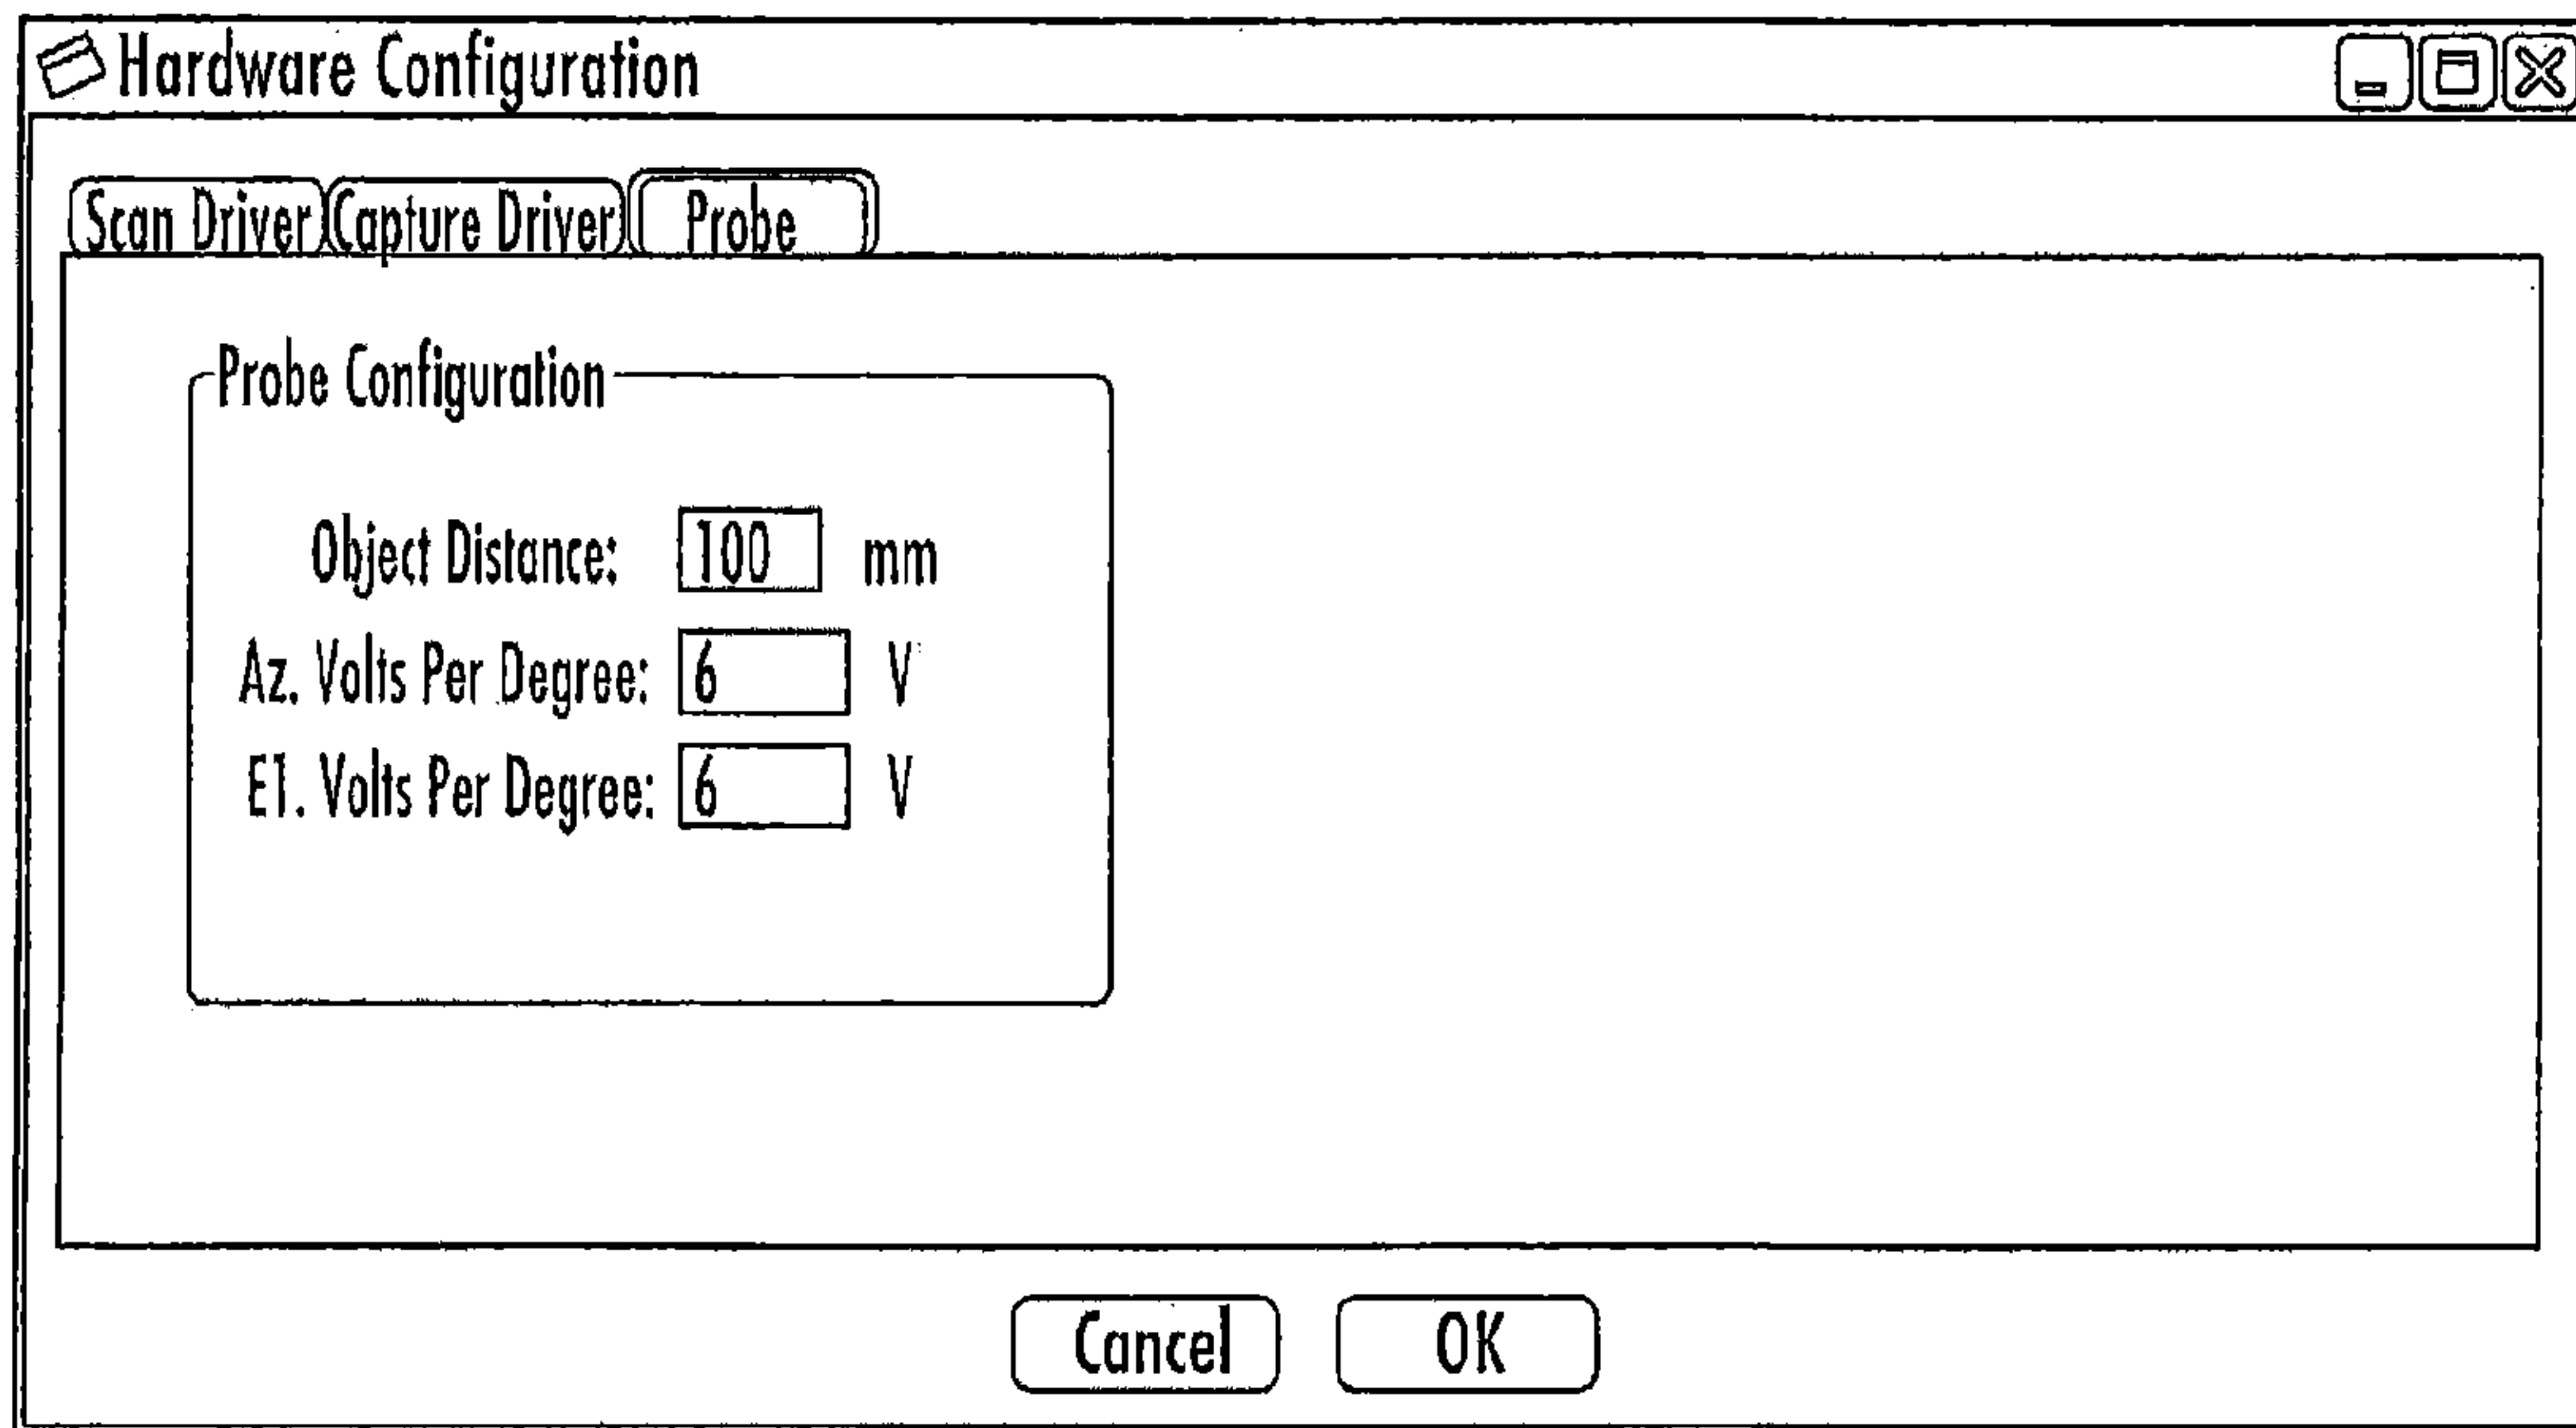 Hardware Configuration
Scan Driver Capture Driver Probe
Probe Configuration
Object Distance: 100 mm
Az. Volts Per Degree: 6 V
E1. Volts Per Degree: 6 V
Cancel OK